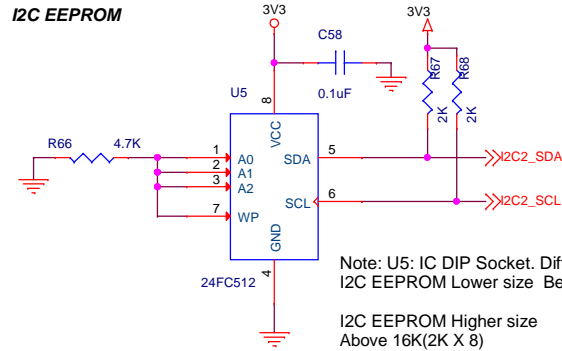 I2C EEPROM
3V3
3V3
C58
0.1uF
R67
2K
R68
2K
U5
8
VCC
R66
4.7K
1
A0
2
A1
3
A2
7
WP
SDA
5
I2C2_SDA
SCL
6
I2C2_SCL
GND
4
24FC512
Note: U5: IC DIP Socket. Dif
I2C EEPROM Lower size Be
I2C EEPROM Higher size
Above 16K(2K X 8)